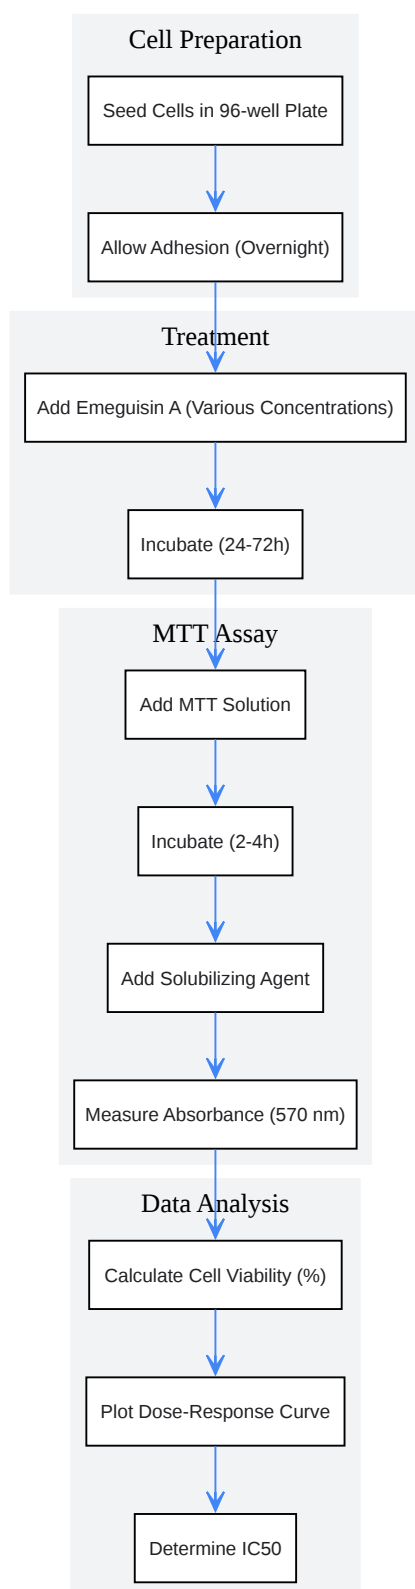 Cell Preparation
Seed Cells in 96-well Plate
Allow Adhesion (Overnight)
Treatment
Add Emeguisin A (Various Concentrations)
Incubate (24-72h)
MTT Assay
Add MTT Solution
Incubate (2-4h)
Add Solubilizing Agent
Measure Absorbance (570 nm)
Data Analysis
Calculate Cell Viability (%)
Plot Dose-Response Curve
Determine IC50